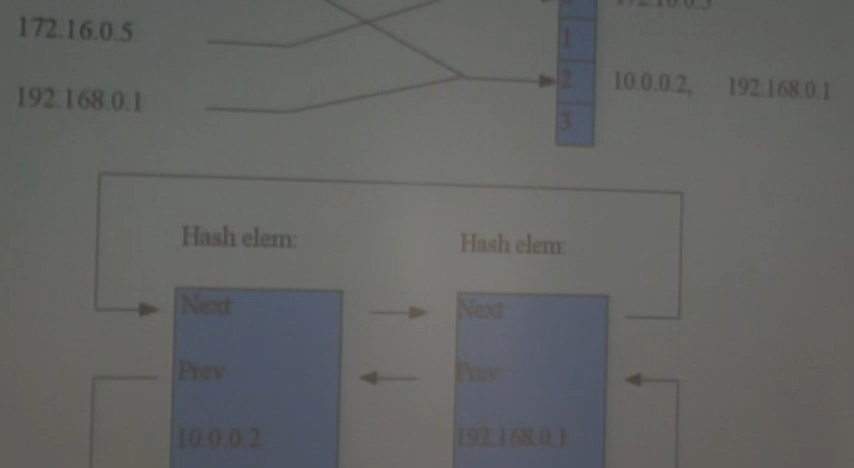 172.16.0.5
1
192.168.0.1
2 10.0.0.2, 192.168.0.1
3
Hash elem: Hash elem:
Next Next
Prev Prev
10.0.0.2 192.168.0.1